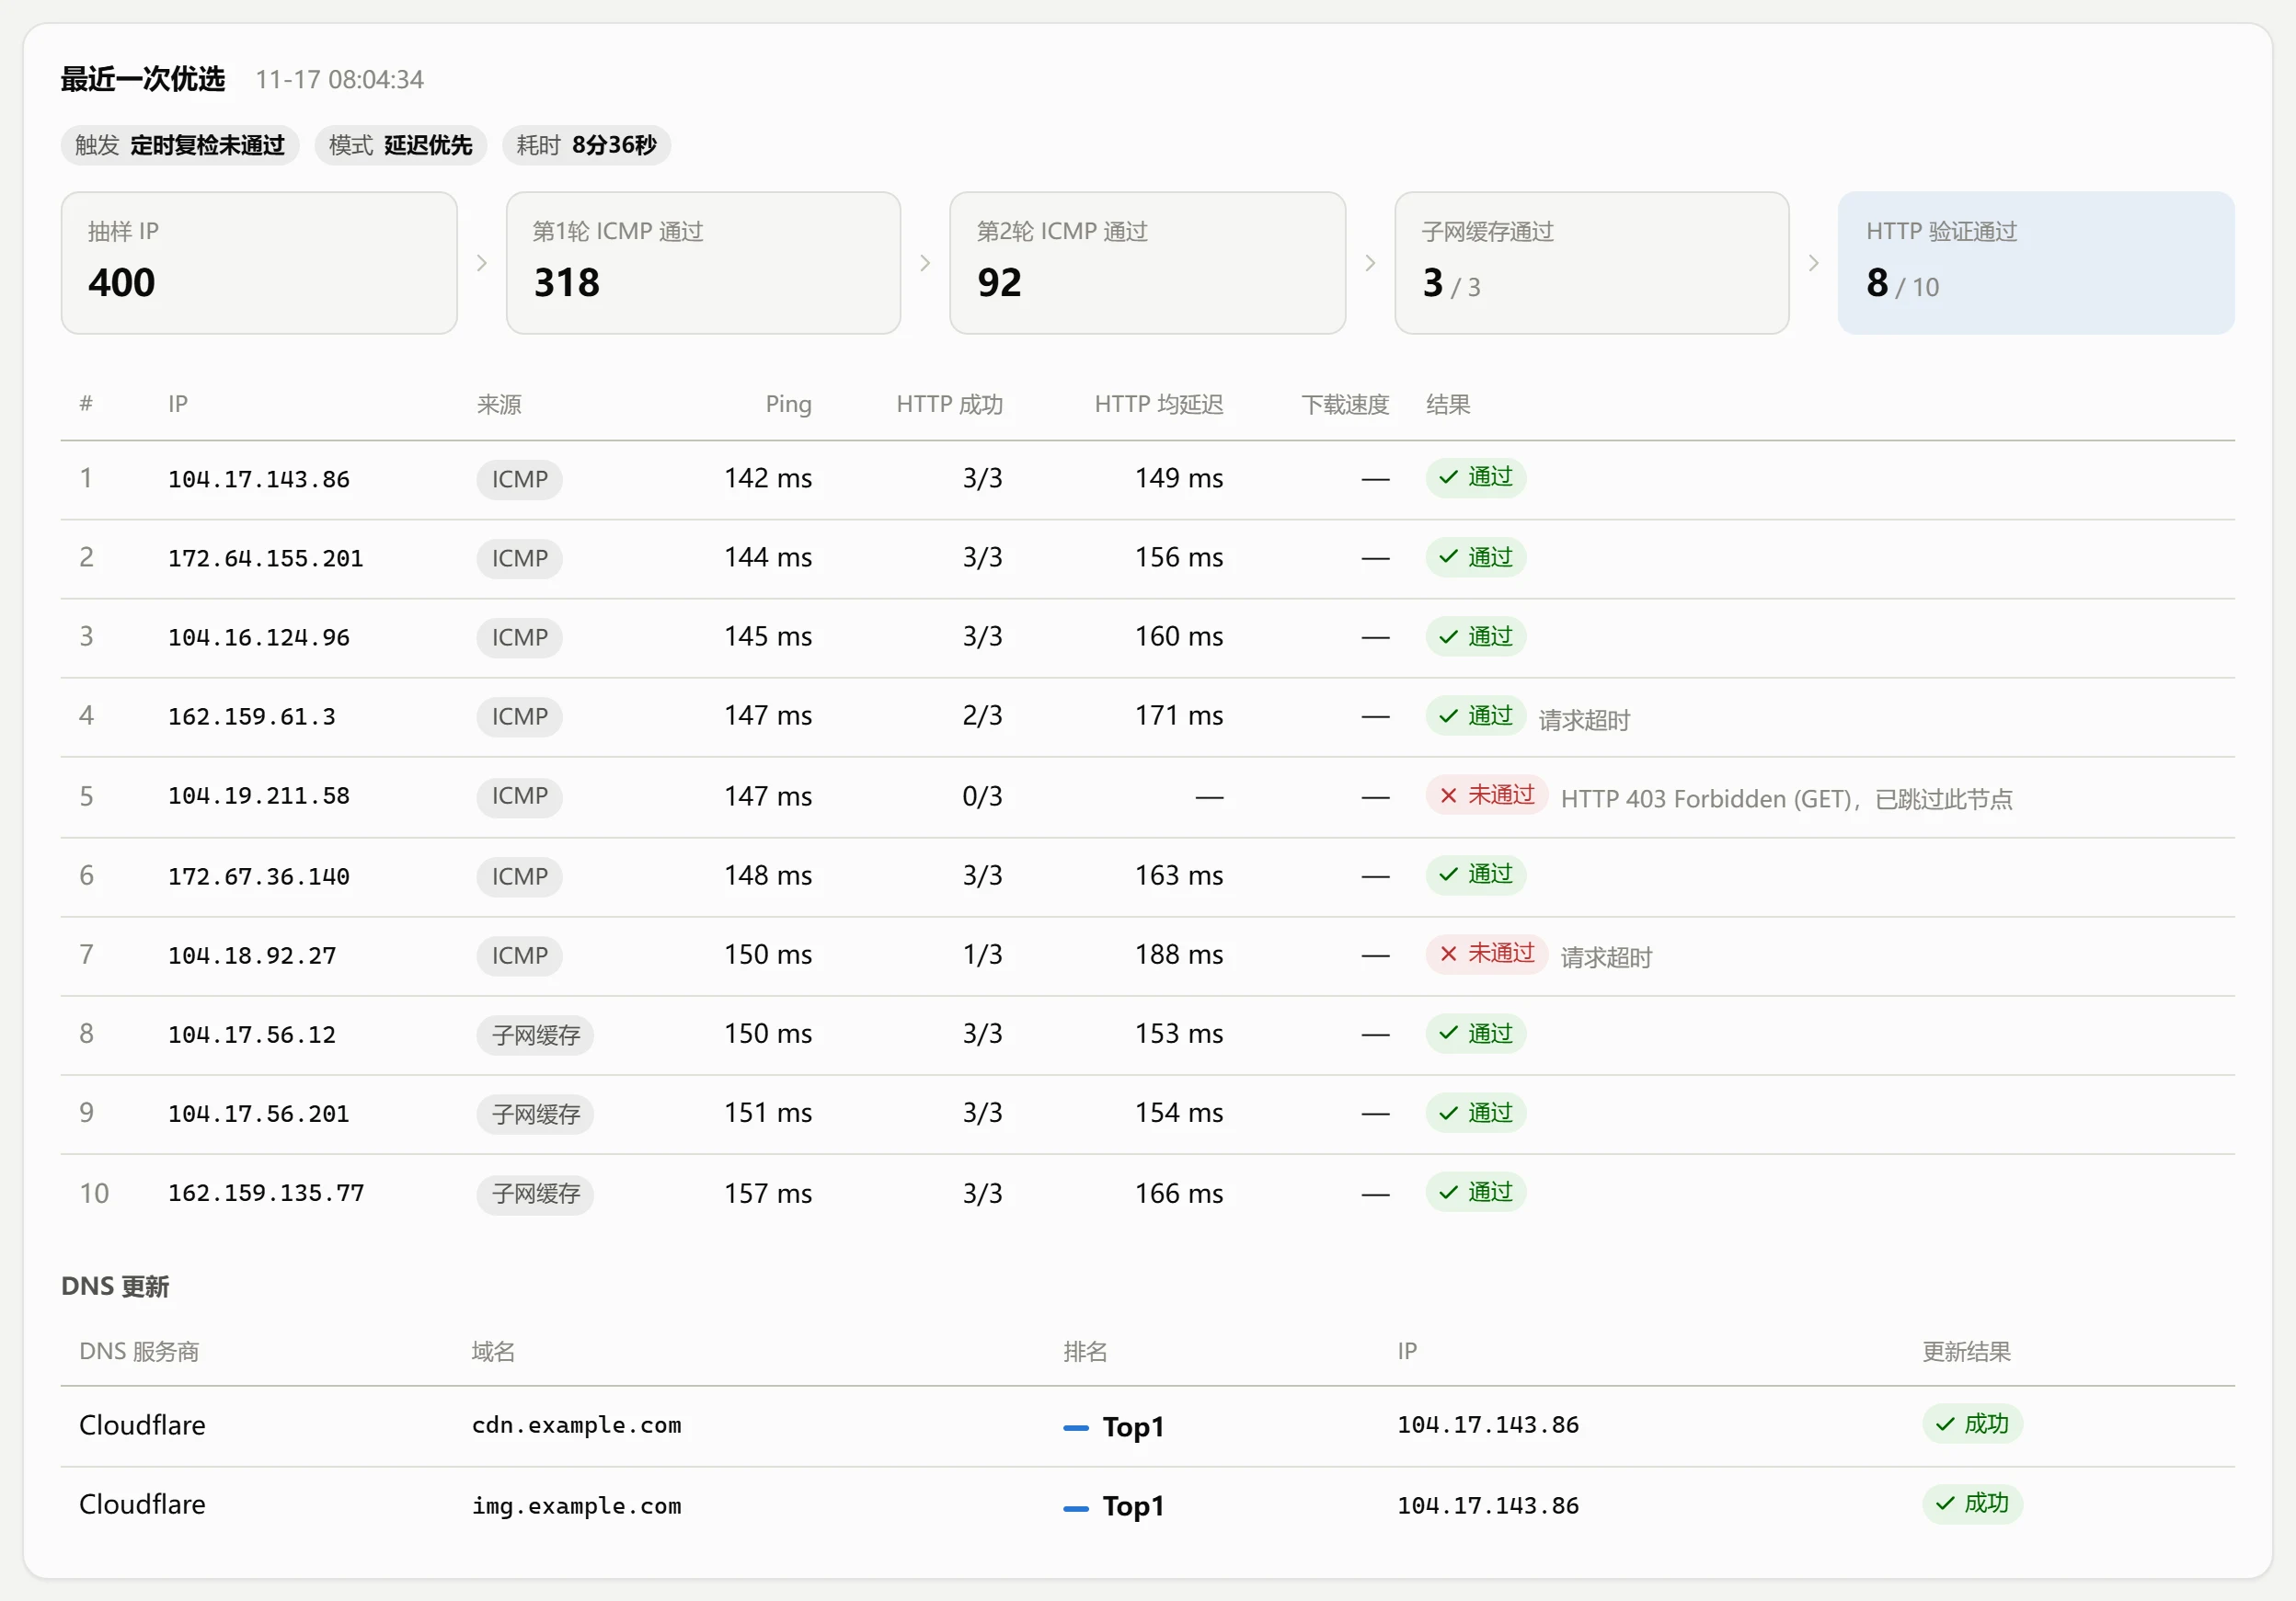 最近一次优选 11-17 08:04:34
触发 定时复检未通过 模式 延迟优先 耗时 8分36秒
抽样 IP
400
第1轮 ICMP 通过
318
第2轮 ICMP 通过
92
子网缓存通过
3 / 3
HTTP 验证通过
8 / 10
# IP 来源 Ping HTTP 成功 HTTP 均延迟 下载速度 结果
1 104.17.143.86 ICMP 142 ms 3/3 149 ms — 通过
2 172.64.155.201 ICMP 144 ms 3/3 156 ms — 通过
3 104.16.124.96 ICMP 145 ms 3/3 160 ms — 通过
4 162.159.61.3 ICMP 147 ms 2/3 171 ms — 通过 请求超时
5 104.19.211.58 ICMP 147 ms 0/3 — — 未通过 HTTP 403 Forbidden (GET)，已跳过此节点
6 172.67.36.140 ICMP 148 ms 3/3 163 ms — 通过
7 104.18.92.27 ICMP 150 ms 1/3 188 ms — 未通过 请求超时
8 104.17.56.12 子网缓存 150 ms 3/3 153 ms — 通过
9 104.17.56.201 子网缓存 151 ms 3/3 154 ms — 通过
10 162.159.135.77 子网缓存 157 ms 3/3 166 ms — 通过
DNS 更新
DNS 服务商 域名 排名 IP 更新结果
Cloudflare cdn.example.com Top1 104.17.143.86 成功
Cloudflare img.example.com Top1 104.17.143.86 成功